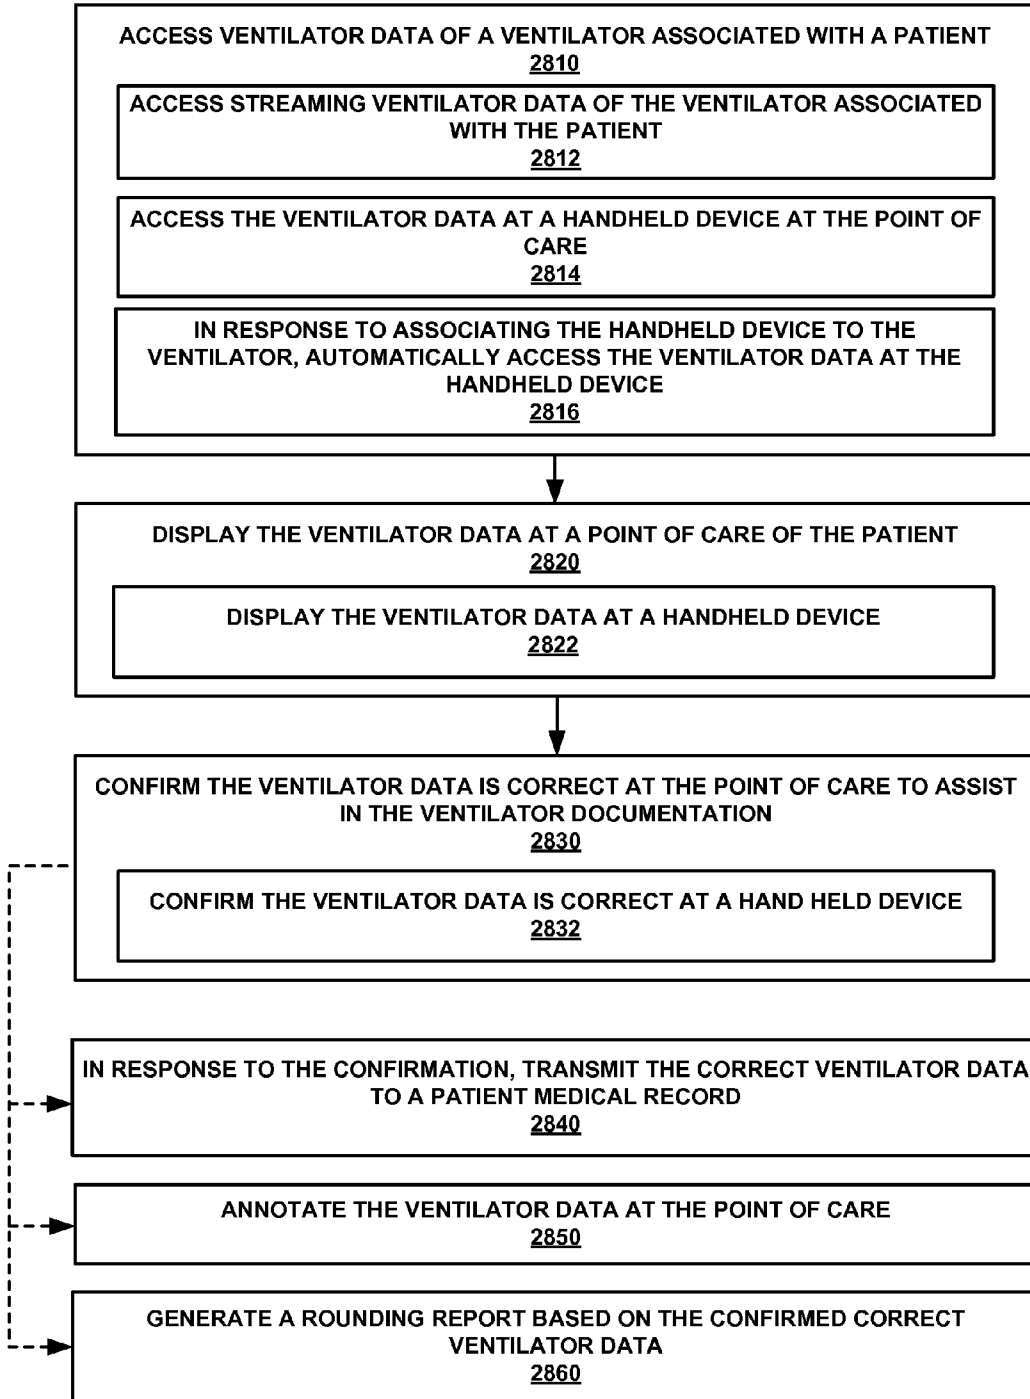 ACCESS VENTILATOR DATA OF A VENTILATOR ASSOCIATED WITH A PATIENT
2810
ACCESS STREAMING VENTILATOR DATA OF THE VENTILATOR ASSOCIATED
WITH THE PATIENT
2812
ACCESS THE VENTILATOR DATA AT A HANDHELD DEVICE AT THE POINT OF
CARE
2814
IN RESPONSE TO ASSOCIATING THE HANDHELD DEVICE TO THE
VENTILATOR, AUTOMATICALLY ACCESS THE VENTILATOR DATA AT THE
HANDHELD DEVICE
2816
DISPLAY THE VENTILATOR DATA AT A POINT OF CARE OF THE PATIENT
2820
DISPLAY THE VENTILATOR DATA AT A HANDHELD DEVICE
2822
CONFIRM THE VENTILATOR DATA IS CORRECT AT THE POINT OF CARE TO ASSIST
IN THE VENTILATOR DOCUMENTATION
2830
CONFIRM THE VENTILATOR DATA IS CORRECT AT A HAND HELD DEVICE
2832
IN RESPONSE TO THE CONFIRMATION, TRANSMIT THE CORRECT VENTILATOR DATA
TO A PATIENT MEDICAL RECORD
2840
ANNOTATE THE VENTILATOR DATA AT THE POINT OF CARE
2850
GENERATE A ROUNDING REPORT BASED ON THE CONFIRMED CORRECT
VENTILATOR DATA
2860